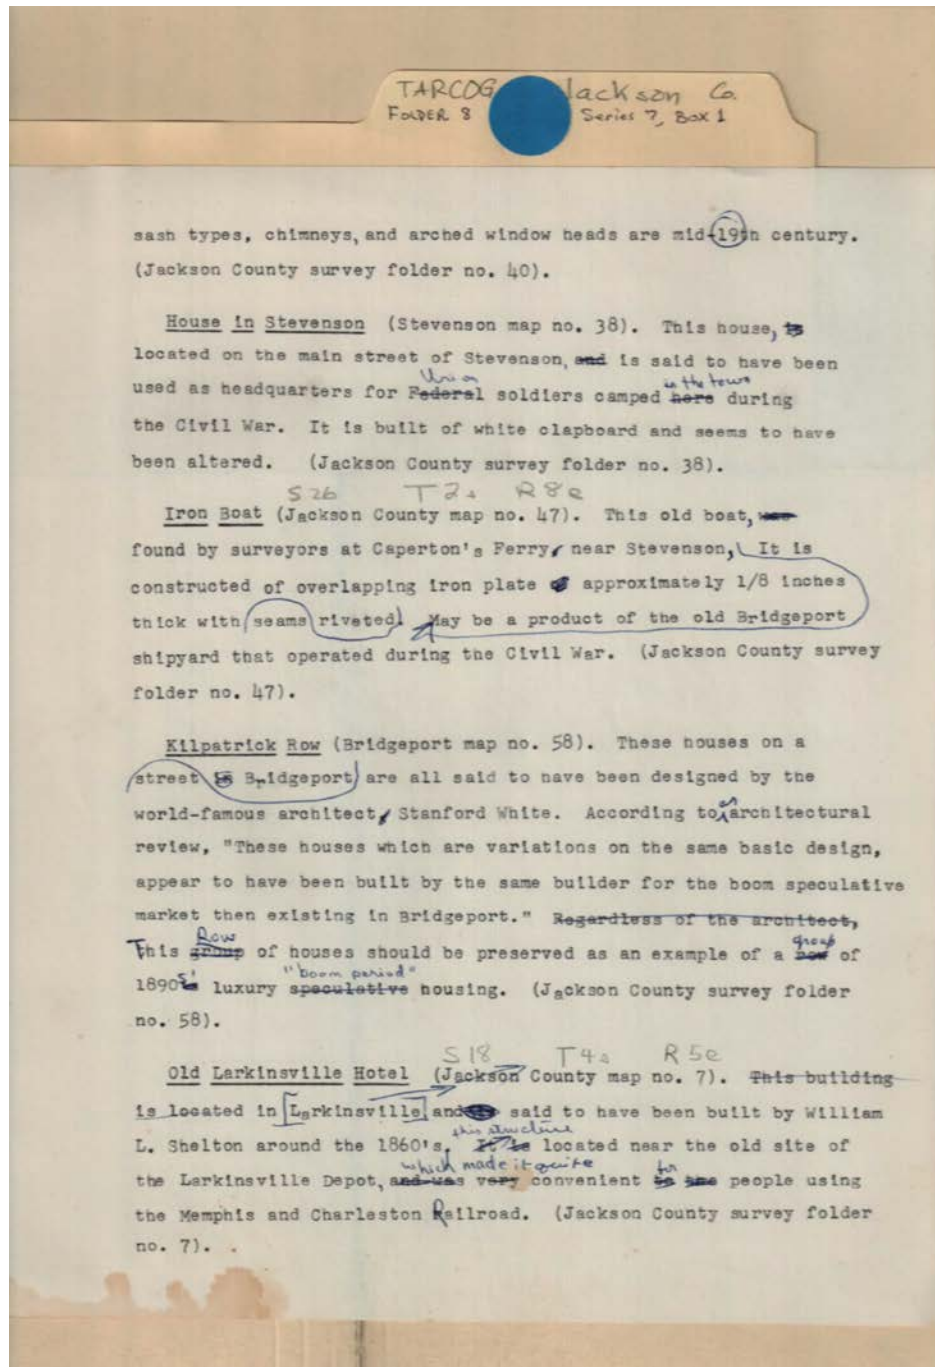 TARCOG Jackson Co.
FOLDER 8 Series 7, Box 1
sash types, chimneys, and arched window heads are mid-19th century.
(Jackson County survey folder no. 40).
House in Stevenson (Stevenson map no. 38). This house, is
located on the main street of Stevenson, and is said to have been
Union in the town
used as headquarters for Federal soldiers camped here during
the Civil War. It is built of white clapboard and seems to have
been altered. (Jackson County survey folder no. 38).
S26 T2s R8e
Iron Boat (Jackson County map no. 47). This old boat, was
found by surveyors at Caperton's Ferry, near Stevenson, It is
constructed of overlapping iron plate approximately 1/8 inches
thick with seams riveted. May be a product of the old Bridgeport
shipyard that operated during the Civil War. (Jackson County survey
folder no. 47).
Kilpatrick Row (Bridgeport map no. 58). These houses on a
street in Bridgeport are all said to have been designed by the
world-famous architect, Stanford White. According to an architectural
review, "These houses which are variations on the same basic design,
appear to have been built by the same builder for the boom speculative
market then existing in Bridgeport." Regardless of the architect,
Row group
This group of houses should be preserved as an example of a row of
"boom period"
1890s' luxury speculative housing. (Jackson County survey folder
no. 58).
S18 T4s R5e
Old Larkinsville Hotel (Jackson County map no. 7). This building
is located in Larkinsville and said to have been built by William
this structure
L. Shelton around the 1860's. It is located near the old site of
which made it quite for
the Larkinsville Depot, and was very convenient to the people using
the Memphis and Charleston Railroad. (Jackson County survey folder
no. 7).